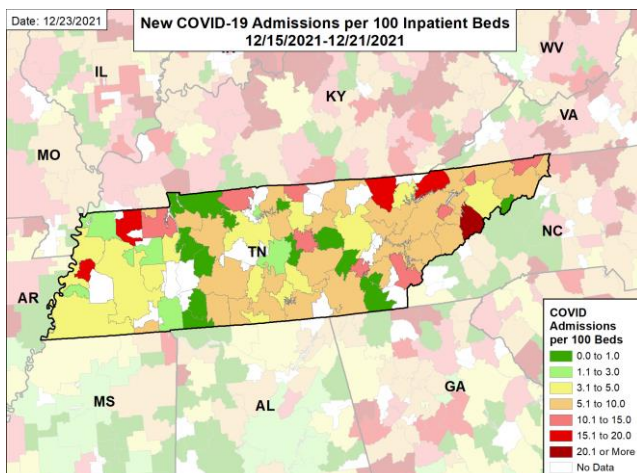 Date: 12/23/2021
New COVID-19 Admissions per 100 Inpatient Beds
12/15/2021-12/21/2021
IL
WV
KY
VA
MO
TN
NC
AR
MS
AL
GA
COVID
Admissions
per 100 Beds
0.0 to 1.0
1.1 to 3.0
3.1 to 5.0
5.1 to 10.0
10.1 to 15.0
15.1 to 20.0
20.1 or More
No Data